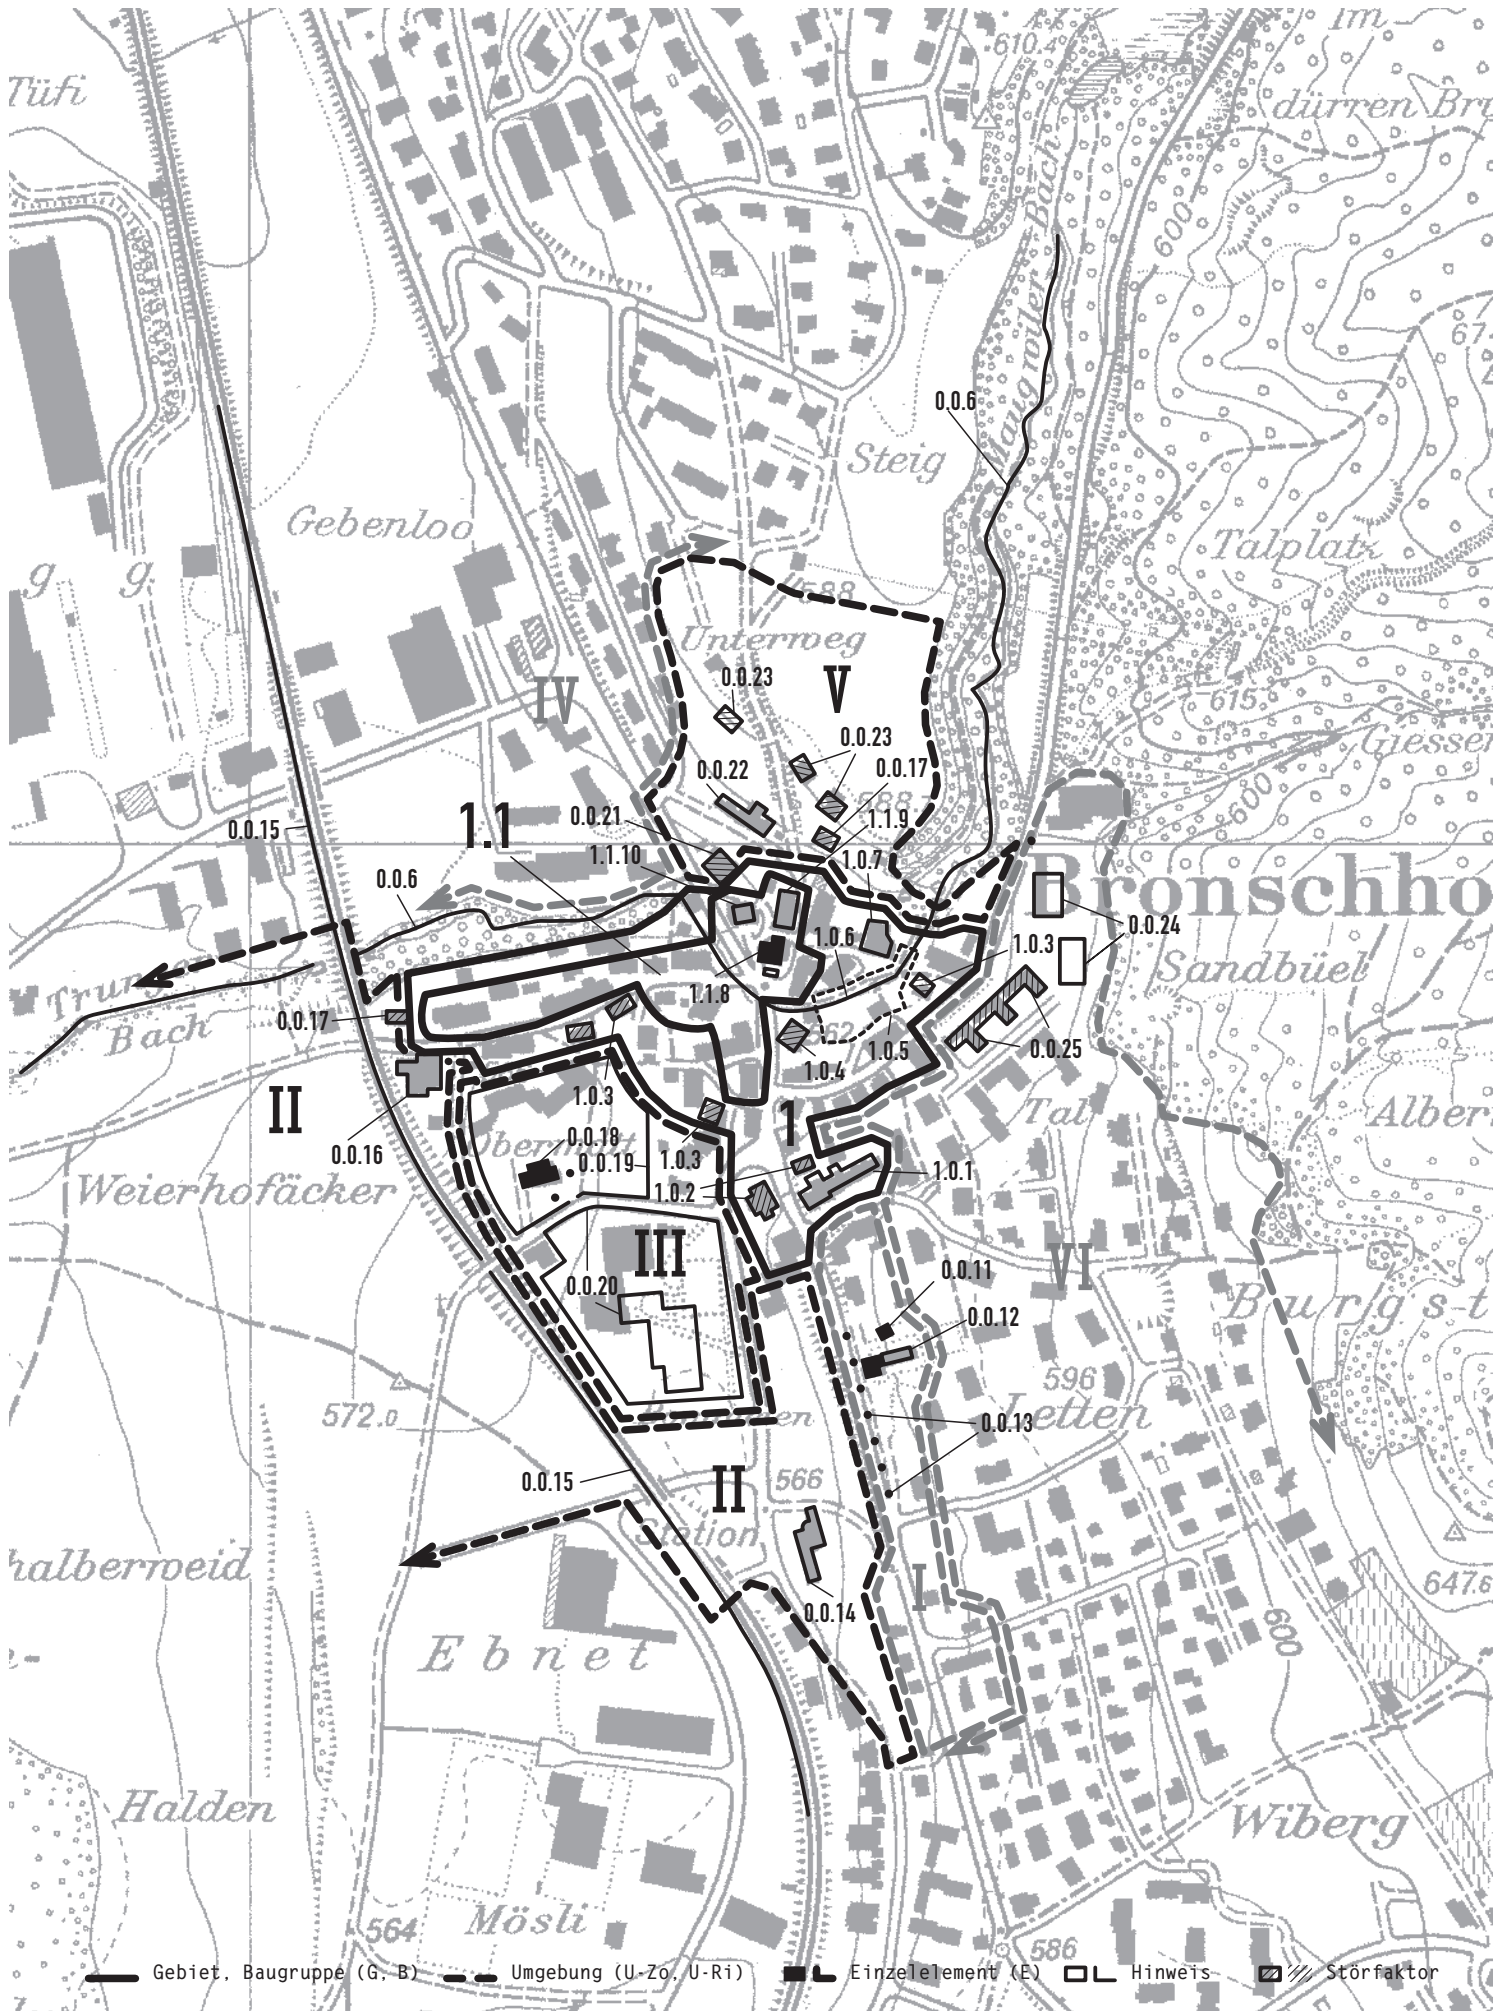 Im
610.4
Tüfi
dürren Bru
Bach
Maugwiler
600
67
0.0.6
Steig
Gebenloo
Talplatz
g g
588
Unterweg
V
0.0.23
IV
615
Giessen
0.0.23
0.0.22
0.0.17
588
600
1.1
0.0.21
1.1.9
0.0.15
1.1.10
1.0.7
0.0.6
Bronschho
0.0.24
1.0.6
1.0.3
Sandbüel
1.1.8
Trunger
Bach
0.0.17
562
1.0.5
0.0.25
1.0.4
II
1.0.3
1
Tal
Alber
0.0.18
0.0.16
0.0.19
1.0.3
1.0.1
Weierhofäcker
1.0.2
III
VI
0.0.11
0.0.20
Burgst
0.0.12
596
572.0
Letten
0.0.13
0.0.15
II
566
Station
halberweid
I
647.6
0.0.14
600
Ebnet
Halden
Wiberg
Mösli
564
586
Gebiet, Baugruppe (G, B) Umgebung (U-Zo, U-Ri) Einzelelement (E) Hinweis Störfaktor